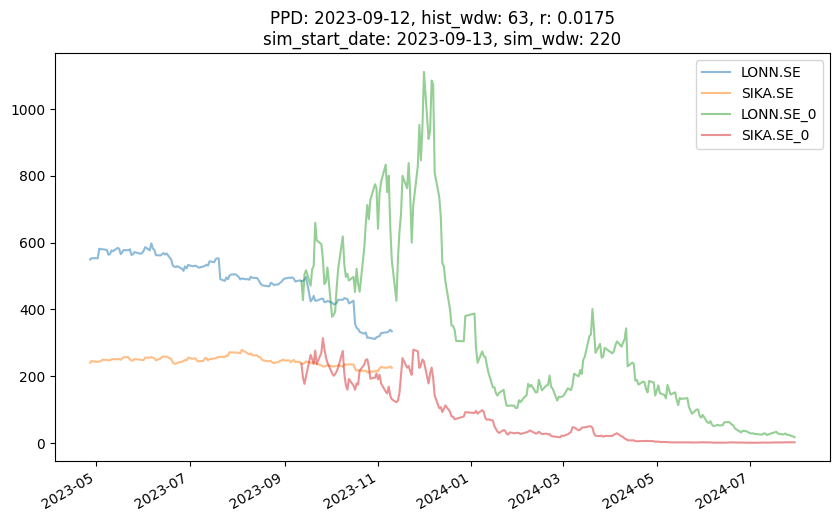 PPD: 2023-09-12, hist_wdw: 63, r: 0.0175
sim_start_date: 2023-09-13, sim_wdw: 220
LONN.SE
SIKA.SE
LONN.SE_0
SIKA.SE_0
1000
800
600
400
200
0
2023-05
2023-07
2023-09
2023-11
2024-01
2024-03
2024-05
2024-07